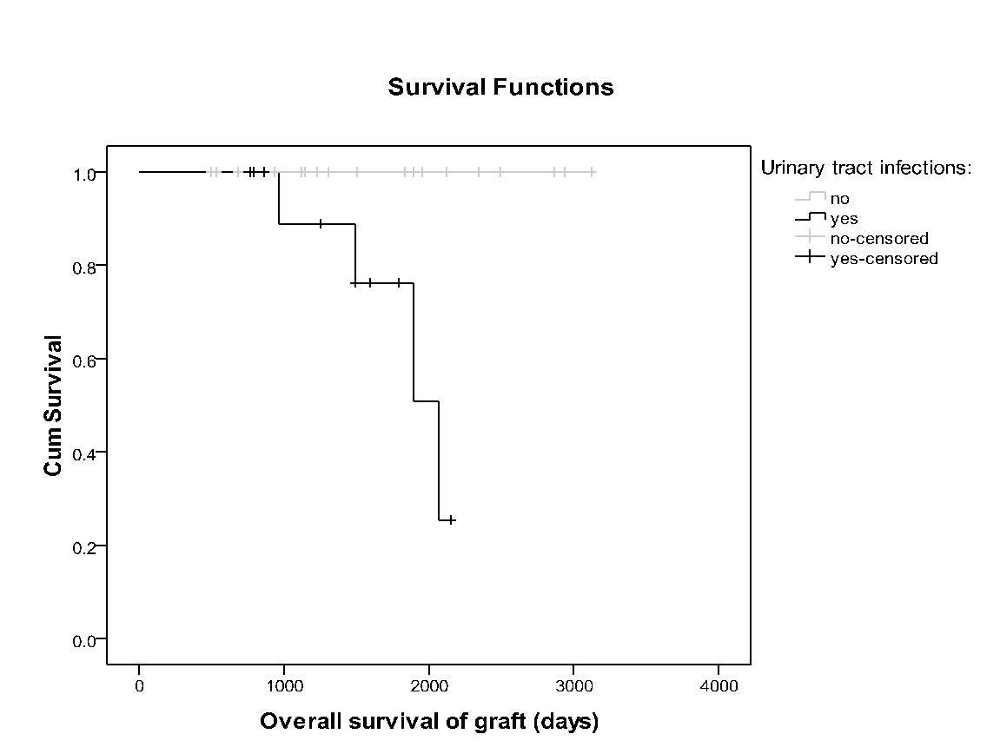 Survival Functions
Urinary tract infections:
no
yes
no-censored
yes-censored
Cum Survival
1.0
0.8
0.6
0.4
0.2
0.0
0 1000 2000 3000 4000
Overall survival of graft (days)